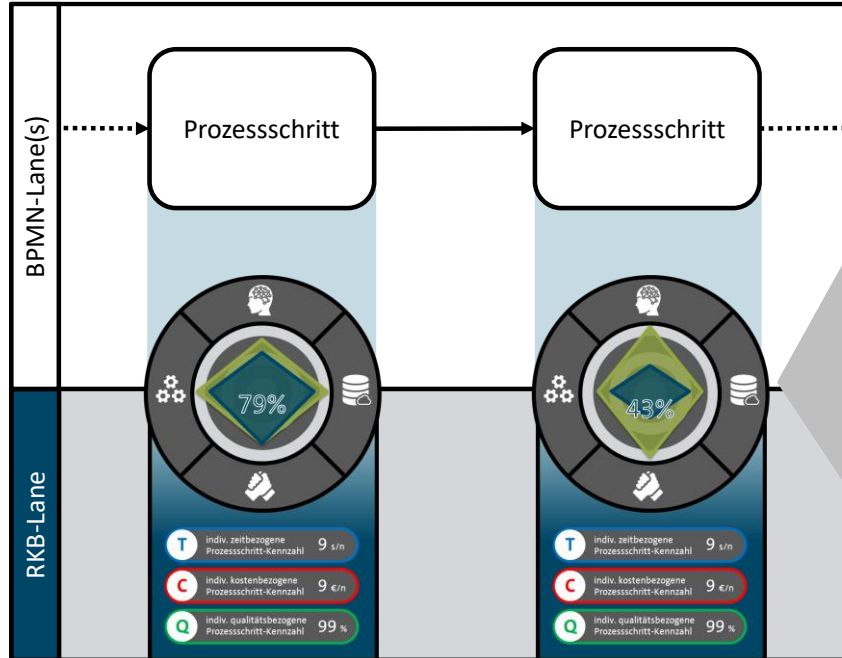 BPMN-Lane(s)
Prozessschritt
Prozessschritt
79%
43%
RKB-Lane
T
indiv. zeitbezogene
Prozessschritt-Kennzahl
9 s/n
C
indiv. kostenbezogene
Prozessschritt-Kennzahl
9 €/n
Q
indiv. qualitätsbezogene
Prozessschritt-Kennzahl
99 %
T
indiv. zeitbezogene
Prozessschritt-Kennzahl
9 s/n
C
indiv. kostenbezogene
Prozessschritt-Kennzahl
9 €/n
Q
indiv. qualitätsbezogene
Prozessschritt-Kennzahl
99 %